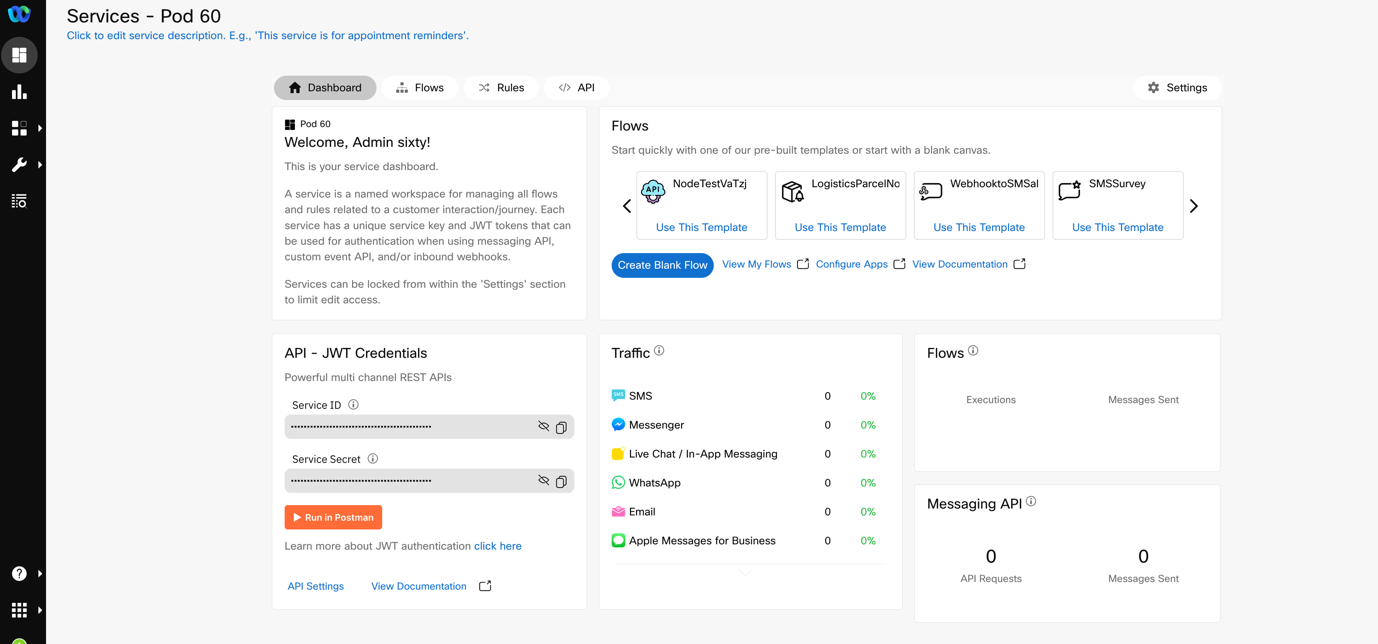 Services - Pod 60
Click to edit service description. E.g., 'This service is for appointment reminders'.
Dashboard
Flows
Rules
</> API
Settings
Pod 60
Welcome, Admin sixty!
This is your service dashboard.
A service is a named workspace for managing all flows
and rules related to a customer interaction/journey. Each
service has a unique service key and JWT tokens that can
be used for authentication when using messaging API,
custom event API, and/or inbound webhooks.
Services can be locked from within the 'Settings' section
to limit edit access.
Flows
Start quickly with one of our pre-built templates or start with a blank canvas.
API
NodeTestVaTzj
Use This Template
LogisticsParcelNo
Use This Template
WebhooktoSMSal
Use This Template
SMSSurvey
Use This Template
Create Blank Flow
View My Flows
Configure Apps
View Documentation
API - JWT Credentials
Powerful multi channel REST APIs
Service ID
Service Secret
Run in Postman
Learn more about JWT authentication click here
API Settings
View Documentation
Traffic
SMS SMS 0 0%
Messenger 0 0%
Live Chat / In-App Messaging 0 0%
WhatsApp 0 0%
Email 0 0%
Apple Messages for Business 0 0%
Flows
Executions Messages Sent
Messaging API
0 0
API Requests Messages Sent